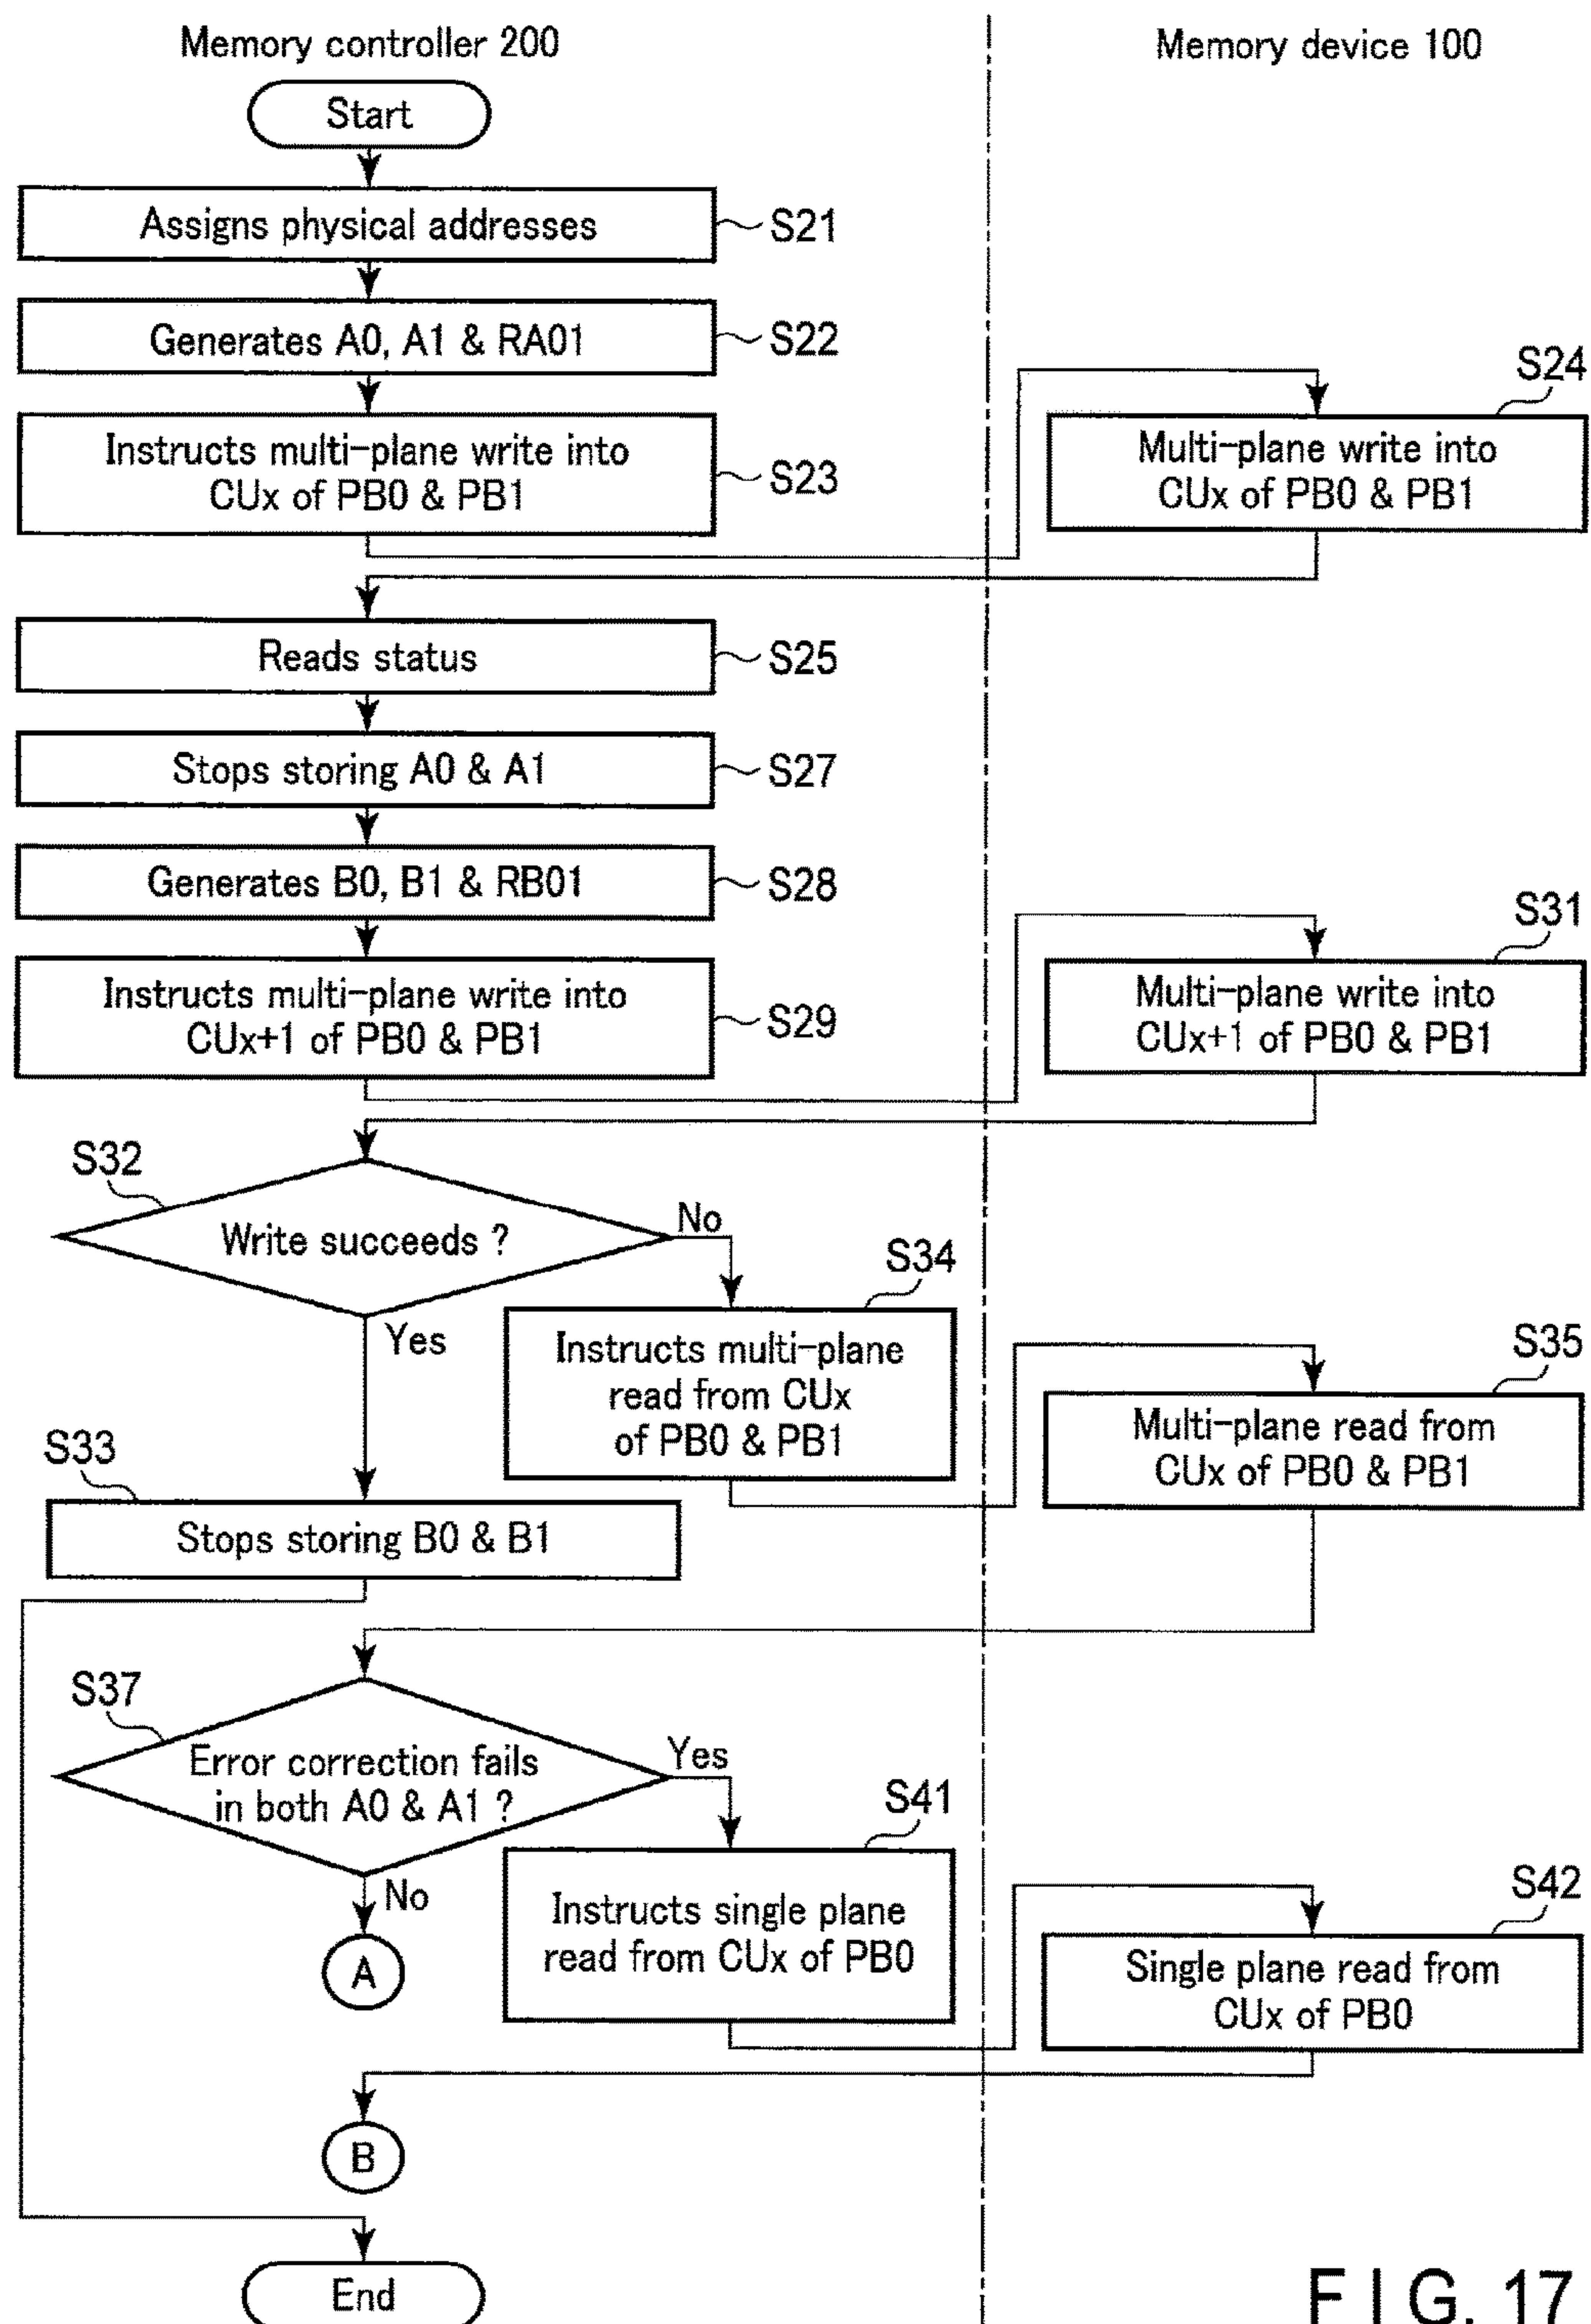 Memory controller 200
Memory device 100
Start
Assigns physical addresses
S21
Generates A0, A1 & RA01
S22
Instructs multi-plane write into
CUx of PB0 & PB1
S23
S24
Multi-plane write into
CUx of PB0 & PB1
Reads status
S25
Stops storing A0 & A1
S27
Generates B0, B1 & RB01
S28
Instructs multi-plane write into
CUx+1 of PB0 & PB1
S29
S31
Multi-plane write into
CUx+1 of PB0 & PB1
S32
Write succeeds ?
No
Yes
S34
Instructs multi-plane
read from CUx
of PB0 & PB1
S35
Multi-plane read from
CUx of PB0 & PB1
S33
Stops storing B0 & B1
S37
Error correction fails
in both A0 & A1 ?
Yes
No
A
S41
Instructs single plane
read from CUx of PB0
S42
Single plane read from
CUx of PB0
B
End
FIG. 17